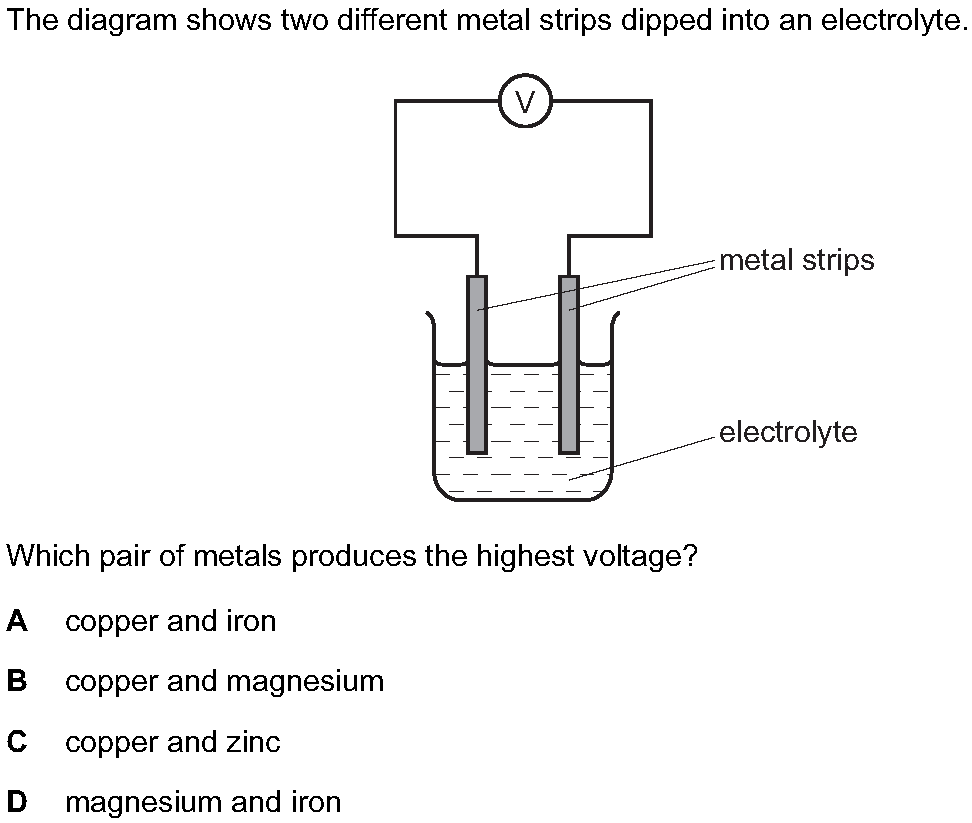 The diagram shows two different metal strips dipped into an electrolyte.
V
metal strips
electrolyte
Which pair of metals produces the highest voltage?
A copper and iron
B copper and magnesium
C copper and zinc
D magnesium and iron